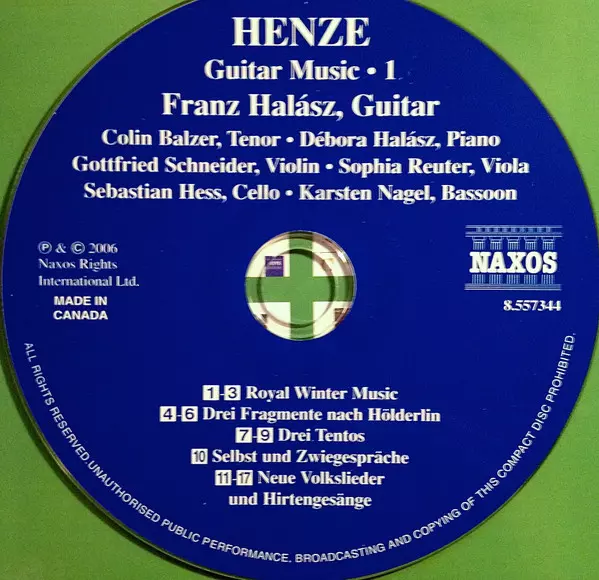 HENZE
Guitar Music • 1
Franz Halász, Guitar
Colin Balzer, Tenor • Débora Halász, Piano
Gottfried Schneider, Violin • Sophia Reuter, Viola
Sebastian Hess, Cello • Karsten Nagel, Bassoon
℗ & © 2006
Naxos Rights
International Ltd.
MADE IN
CANADA
NAXOS
8.557344
1-3 Royal Winter Music
4-6 Drei Fragmente nach Hölderlin
7-9 Drei Tentos
10 Selbst und Zwiegespräche
11-17 Neue Volkslieder
und Hirtengesänge
ALL RIGHTS RESERVED. UNAUTHORISED PUBLIC PERFORMANCE, BROADCASTING AND COPYING OF THIS COMPACT DISC PROHIBITED.